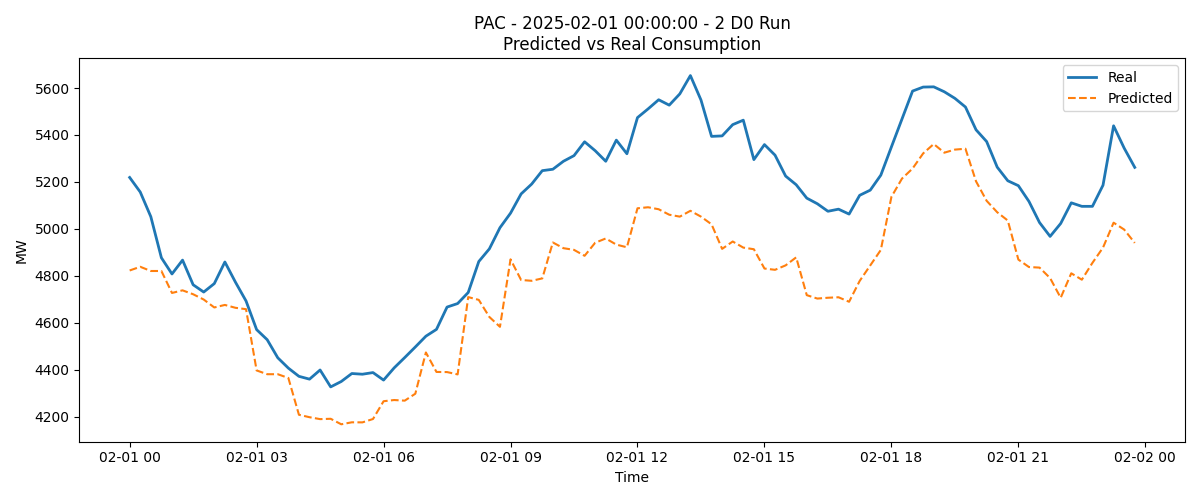 PAC - 2025-02-01 00:00:00 - 2 D0 Run
Predicted vs Real Consumption
Real
Predicted
MW
5600
5400
5200
5000
4800
4600
4400
4200
02-01 00
02-01 03
02-01 06
02-01 09
02-01 12
02-01 15
02-01 18
02-01 21
02-02 00
Time